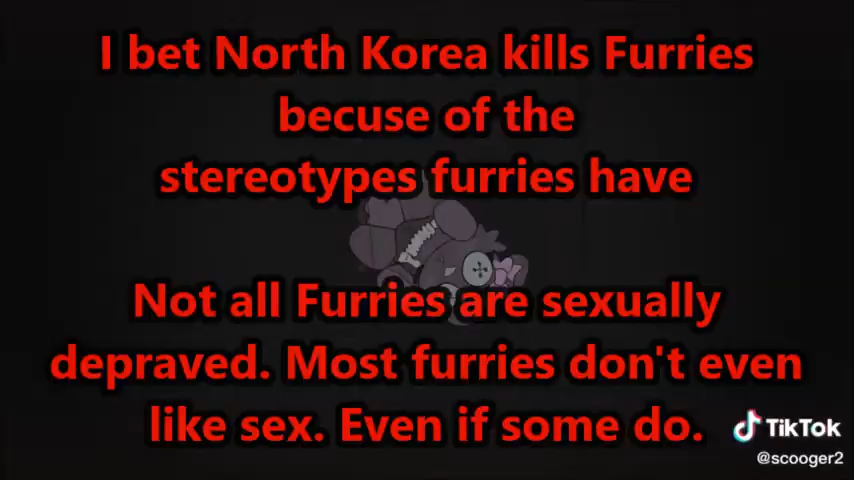 I bet North Korea kills Furries
becuse of the
stereotypes furries have
Not all Furries are sexually
depraved. Most furries don't even
like sex. Even if some do.
TikTok
@scooger2